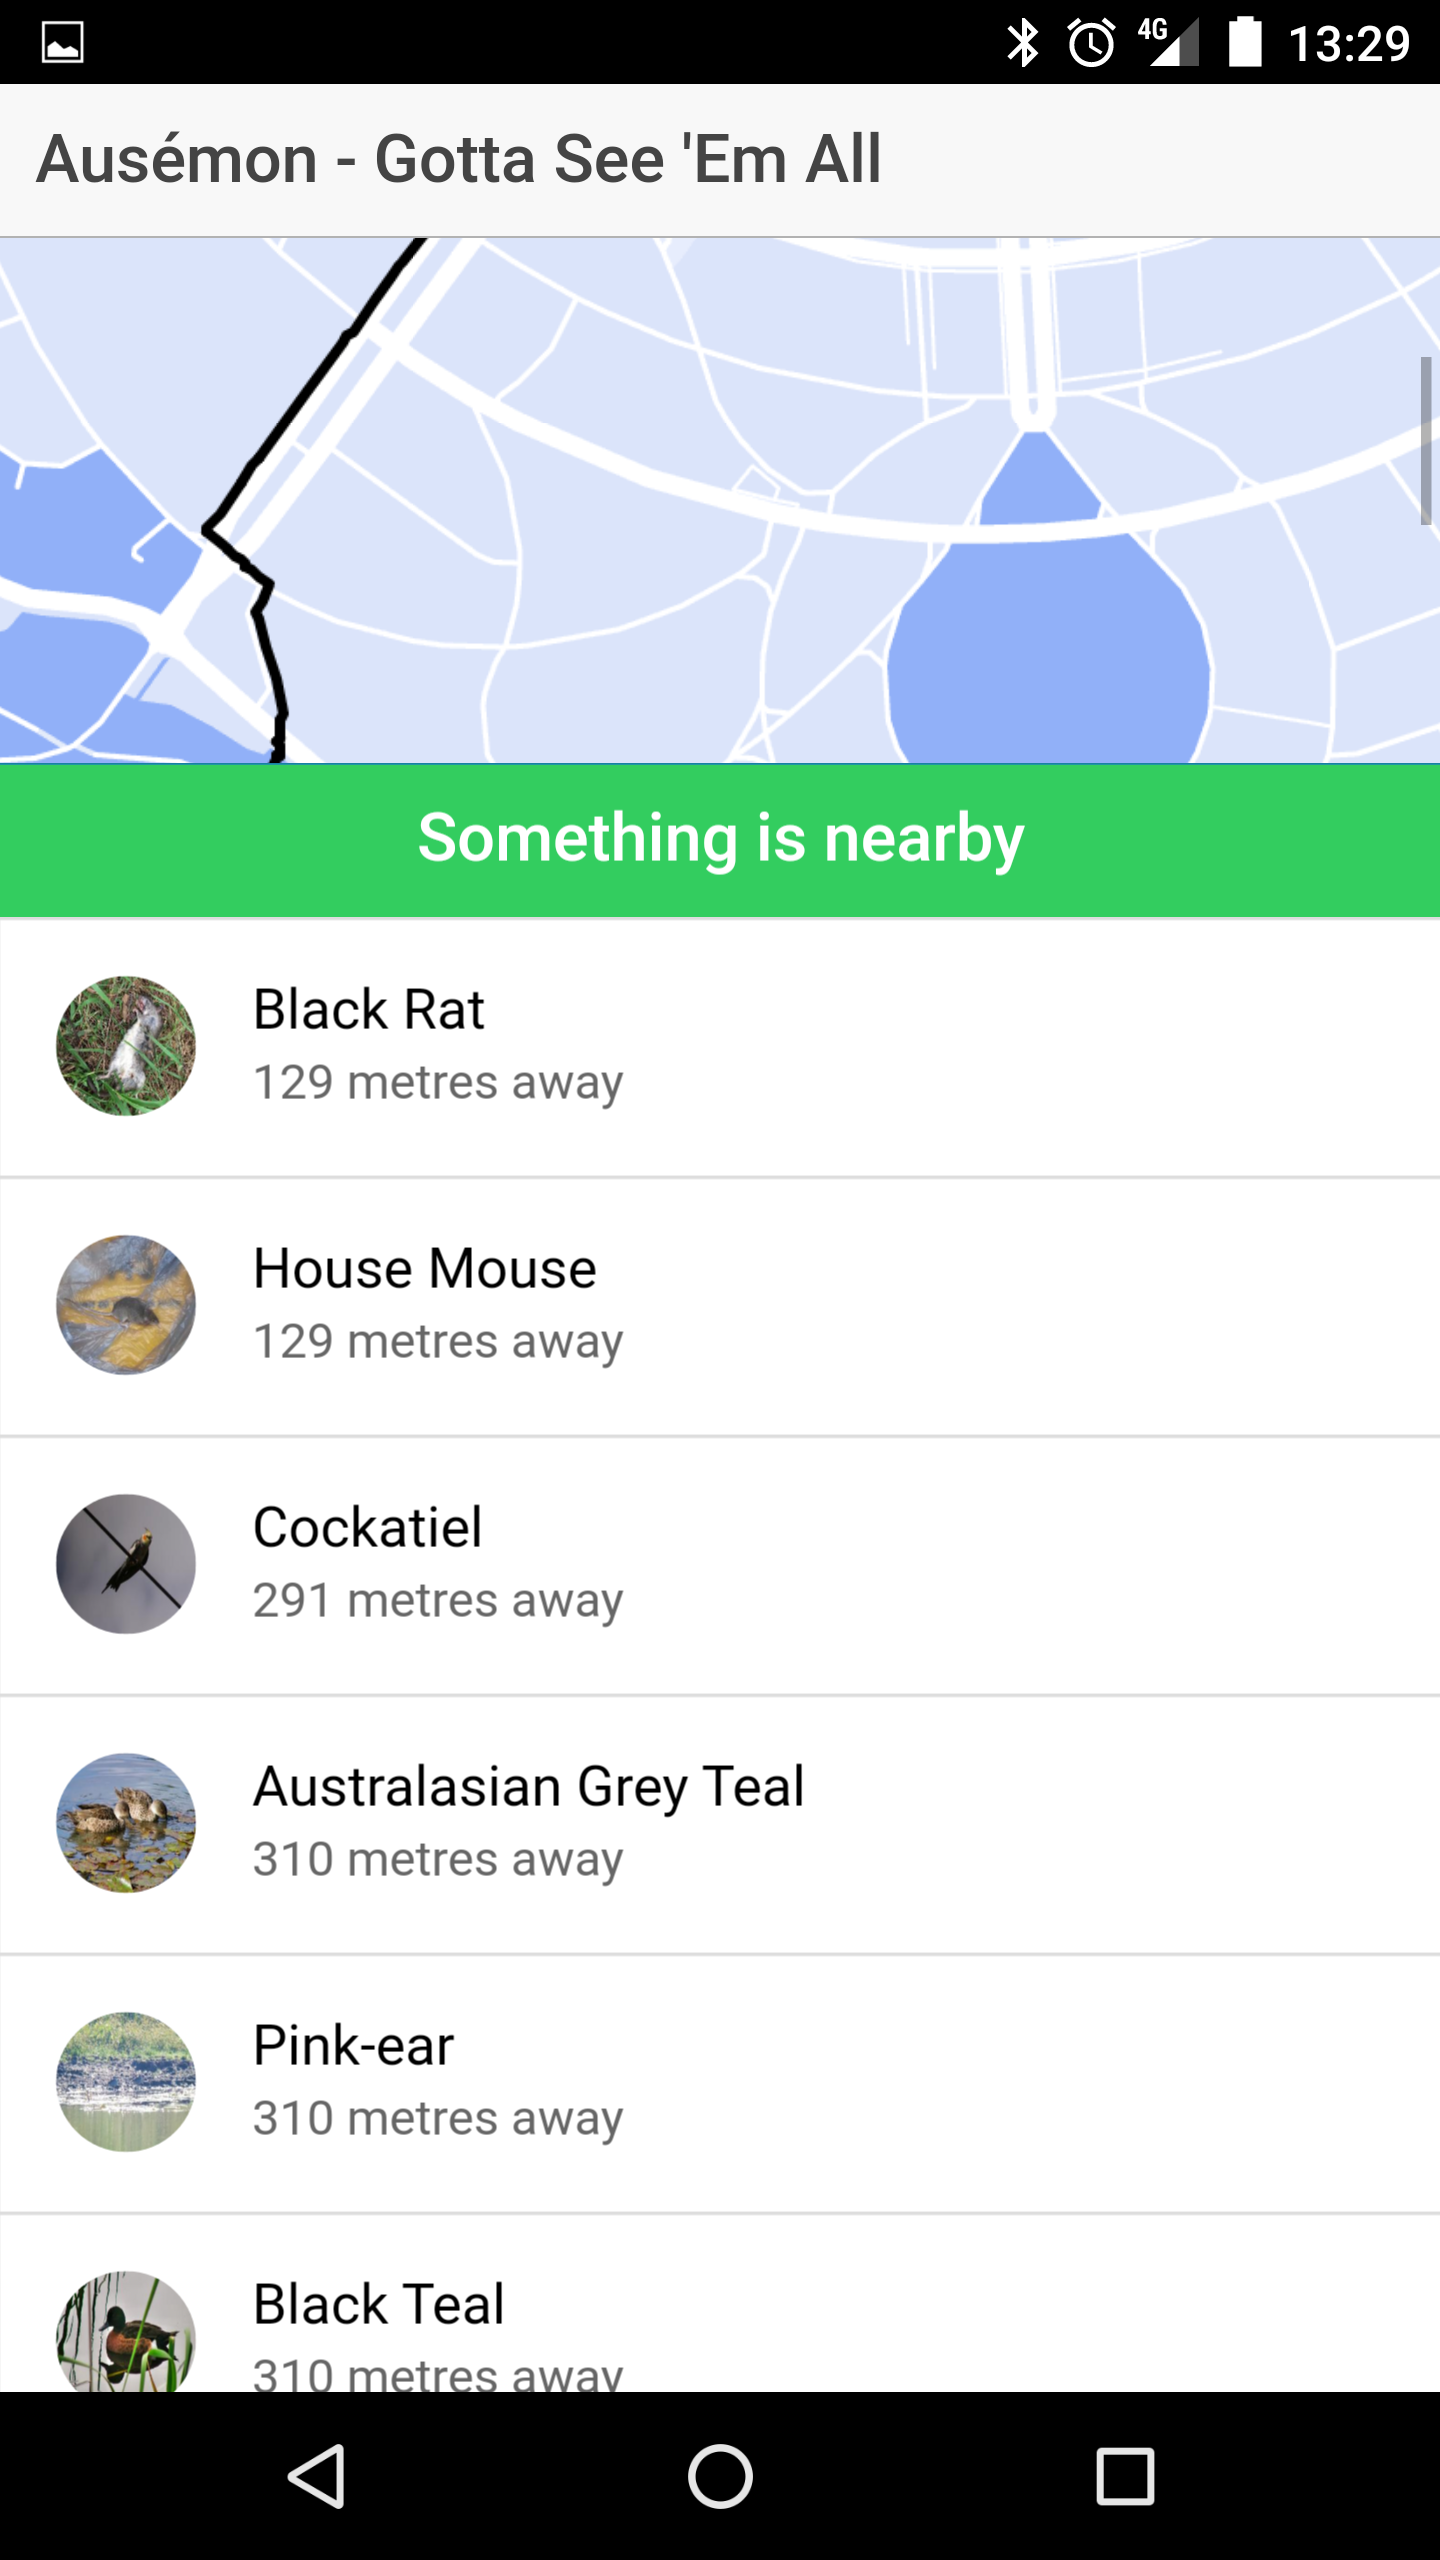 4G 13:29
Ausémon - Gotta See 'Em All
Something is nearby
Black Rat
129 metres away
House Mouse
129 metres away
Cockatiel
291 metres away
Australasian Grey Teal
310 metres away
Pink-ear
310 metres away
Black Teal
310 metres away